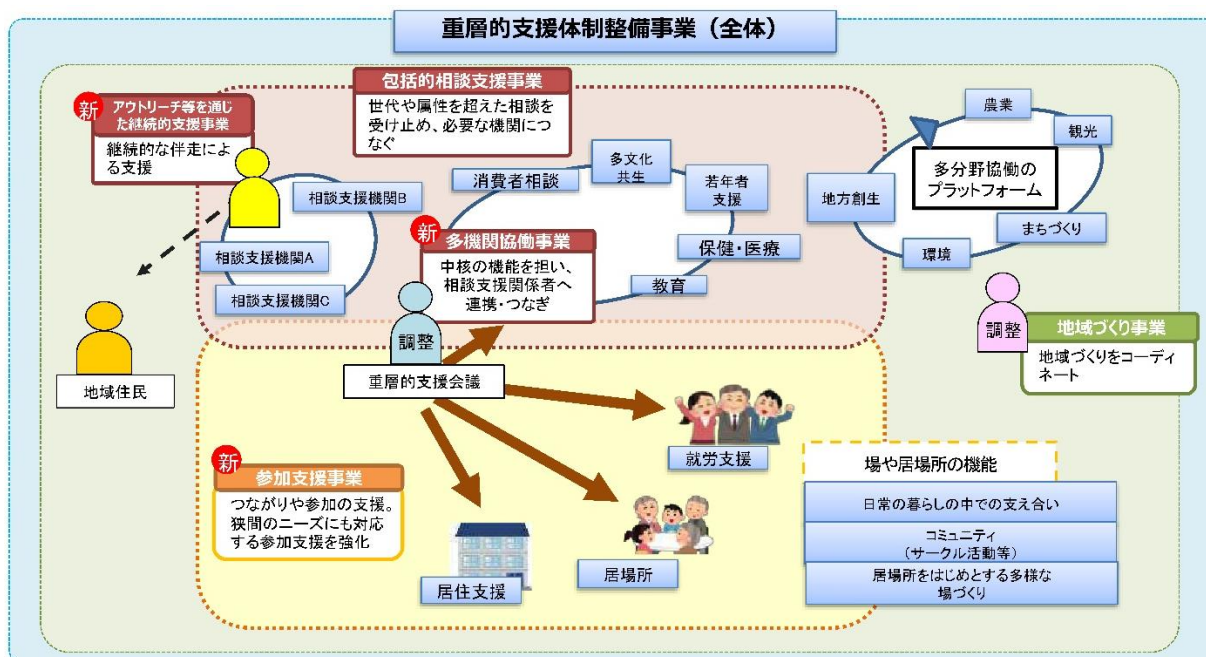 重層的支援体制整備事業（全体）
包括的相談支援事業
世代や属性を超えた相談を
受け止め、必要な機関につ
なぐ
新
アウトリーチ等を通じ
た継続的支援事業
継続的な伴走によ
る支援
相談支援機関B
相談支援機関A
相談支援機関C
地域住民
消費者相談
多文化
共生
若年者
支援
保健・医療
教育
新
多機関協働事業
中核の機能を担い、
相談支援関係者へ
連携・つなぎ
調整
重層的支援会議
農業
観光
多分野協働の
プラットフォーム
地方創生
まちづくり
環境
調整
地域づくり事業
地域づくりをコーディ
ネート
新
参加支援事業
つながりや参加の支援。
狭間のニーズにも対応
する参加支援を強化
就労支援
居場所
居住支援
場や居場所の機能
日常の暮らしの中での支え合い
コミュニティ
（サークル活動等）
居場所をはじめとする多様な
場づくり